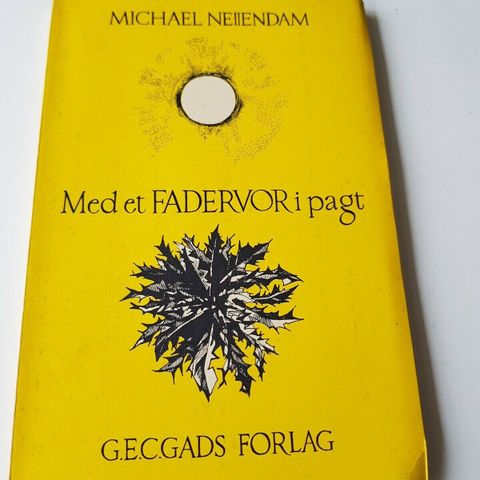 MICHAEL NEIIENDAM
Med et FADERVOR i pagt
G.E.C.GADS FORLAG